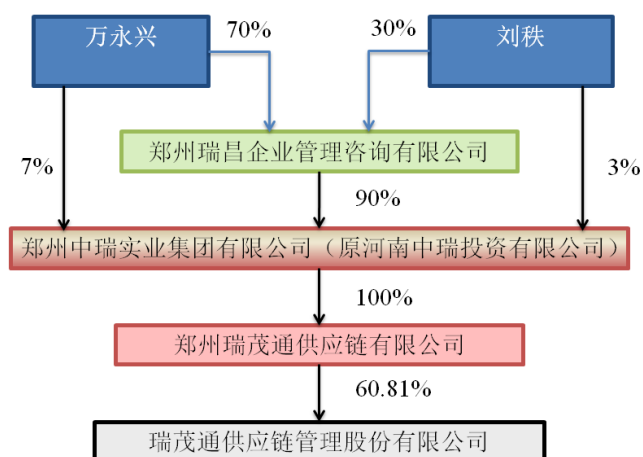 万永兴
70%
30%
刘秩
郑州瑞昌企业管理咨询有限公司
7%
90%
3%
郑州中瑞实业集团有限公司（原河南中瑞投资有限公司）
100%
郑州瑞茂通供应链有限公司
60.81%
瑞茂通供应链管理股份有限公司